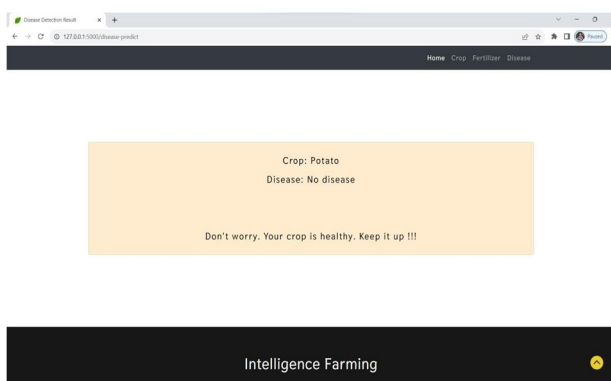 Disease Detection Result
127.0.0.1:5000/disease-predict
Paused
Home Crop Fertilizer Disease
Crop: Potato
Disease: No disease
Don't worry. Your crop is healthy. Keep it up !!!
Intelligence Farming